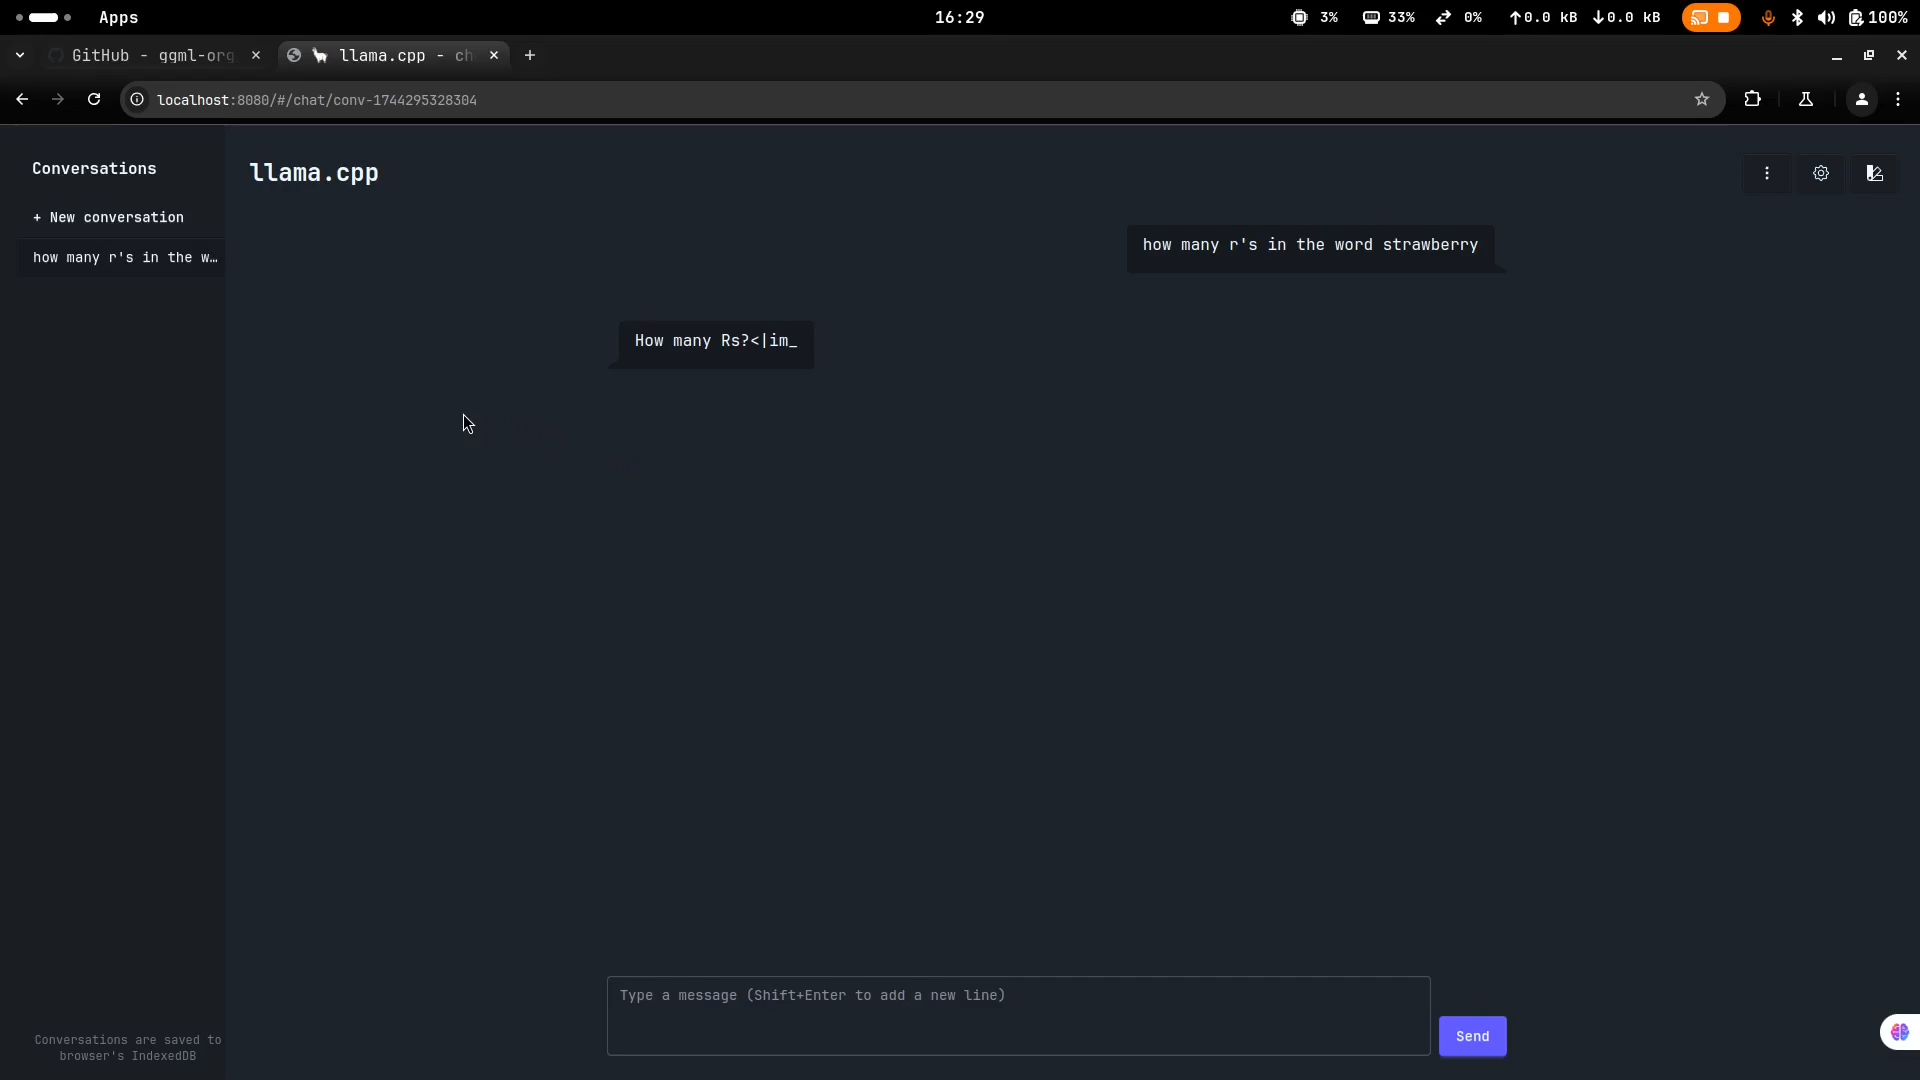 Apps
16:29
3%
33%
0%
↑0.0 kB
↓0.0 kB
100%
GitHub - ggml-org
llama.cpp - ch
localhost:8080/#/chat/conv-1744295328304
Conversations
+ New conversation
how many r's in the w…
llama.cpp
how many r's in the word strawberry
How many Rs?<|im_
Type a message (Shift+Enter to add a new line)
Send
Conversations are saved to
browser's IndexedDB